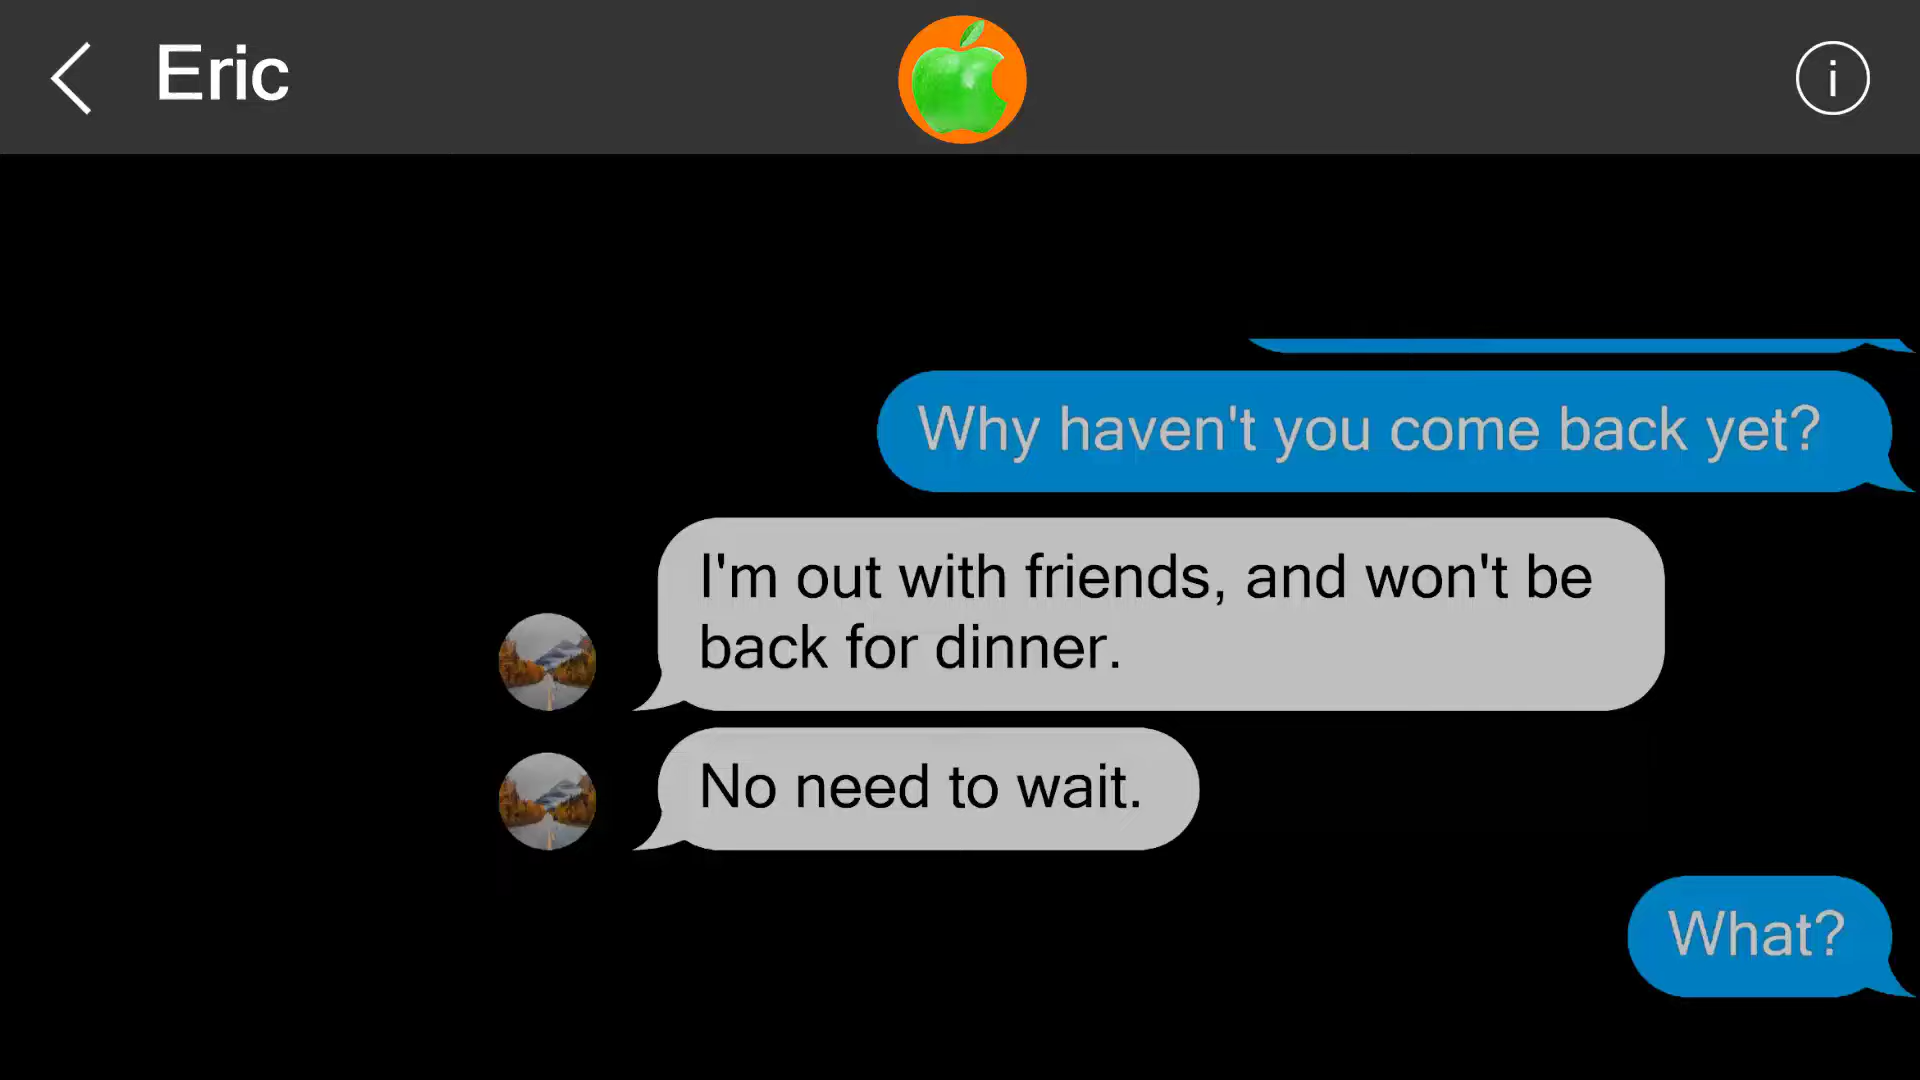 Eric
i
Why haven't you come back yet?
I'm out with friends, and won't be
back for dinner.
No need to wait.
What?